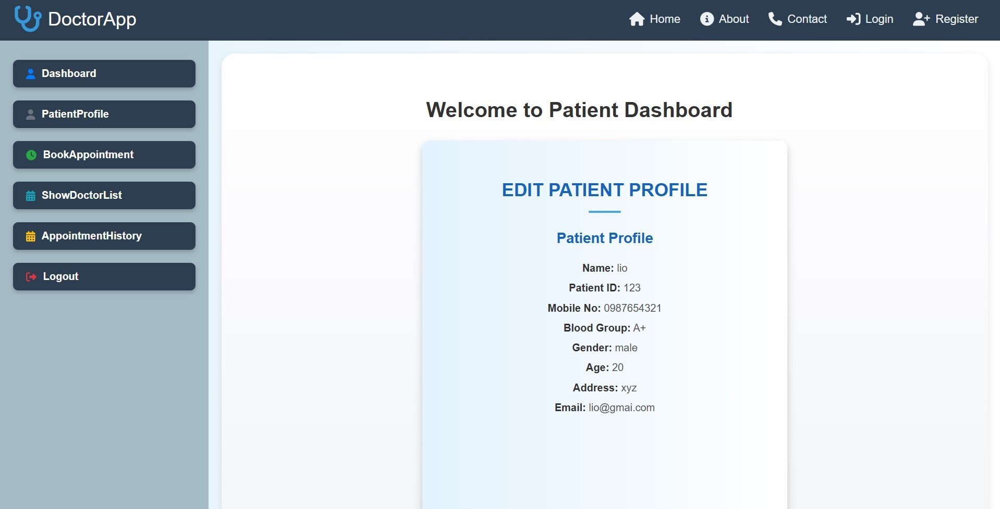 DoctorApp
Home
About
Contact
Login
Register
Dashboard
PatientProfile
BookAppointment
ShowDoctorList
AppointmentHistory
Logout
Welcome to Patient Dashboard
EDIT PATIENT PROFILE
Patient Profile
Name: lio
Patient ID: 123
Mobile No: 0987654321
Blood Group: A+
Gender: male
Age: 20
Address: xyz
Email: lio@gmai.com